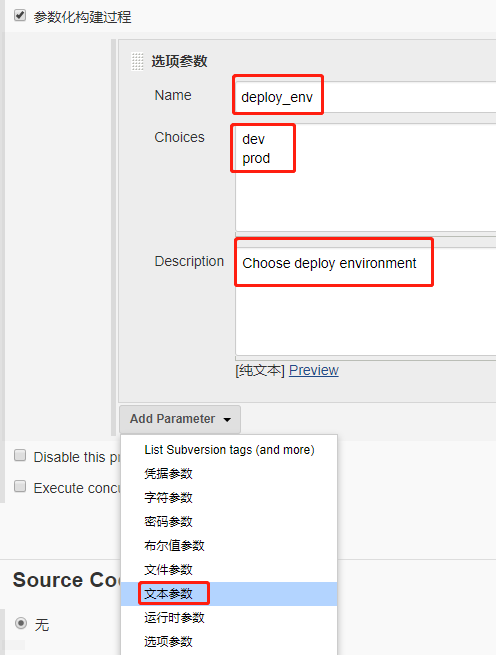 参数化构建过程
选项参数
Name
deploy_env
Choices
dev
prod
Description
Choose deploy environment
[纯文本] Preview
Add Parameter
List Subversion tags (and more)
Disable this
凭据参数
Execute
字符参数
密码参数
布尔值参数
文件参数
Source
文本参数
无
运行时参数
选项参数